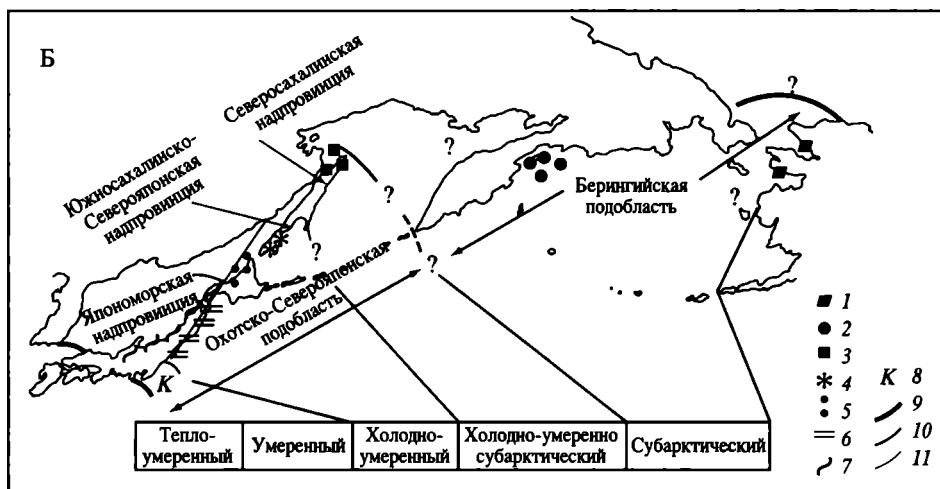 Б
Северосахалинская
надпровинция
Южносахалинско-
Северояпонская
надпровинция
Япономорская
надпровинция
Охотско-Северояпонская
подобласть
Берингийская
подобласть
?
?
?
?
?
?
?
К
1
2
3
4
5
6
7
К 8
9
10
11
Тепло-
умеренный
Умеренный
Холодно-
умеренный
Холодно-умеренно
субарктический
Субарктический